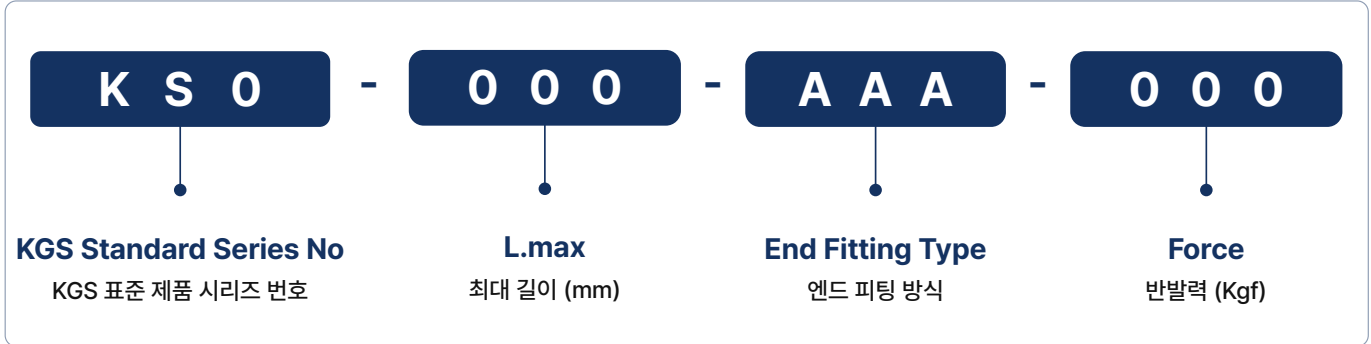 K S 0 - 0 0 0 - A A A - 0 0 0
KGS Standard Series No
KGS 표준 제품 시리즈 번호
L.max
최대 길이 (mm)
End Fitting Type
엔드 피팅 방식
Force
반발력 (Kgf)